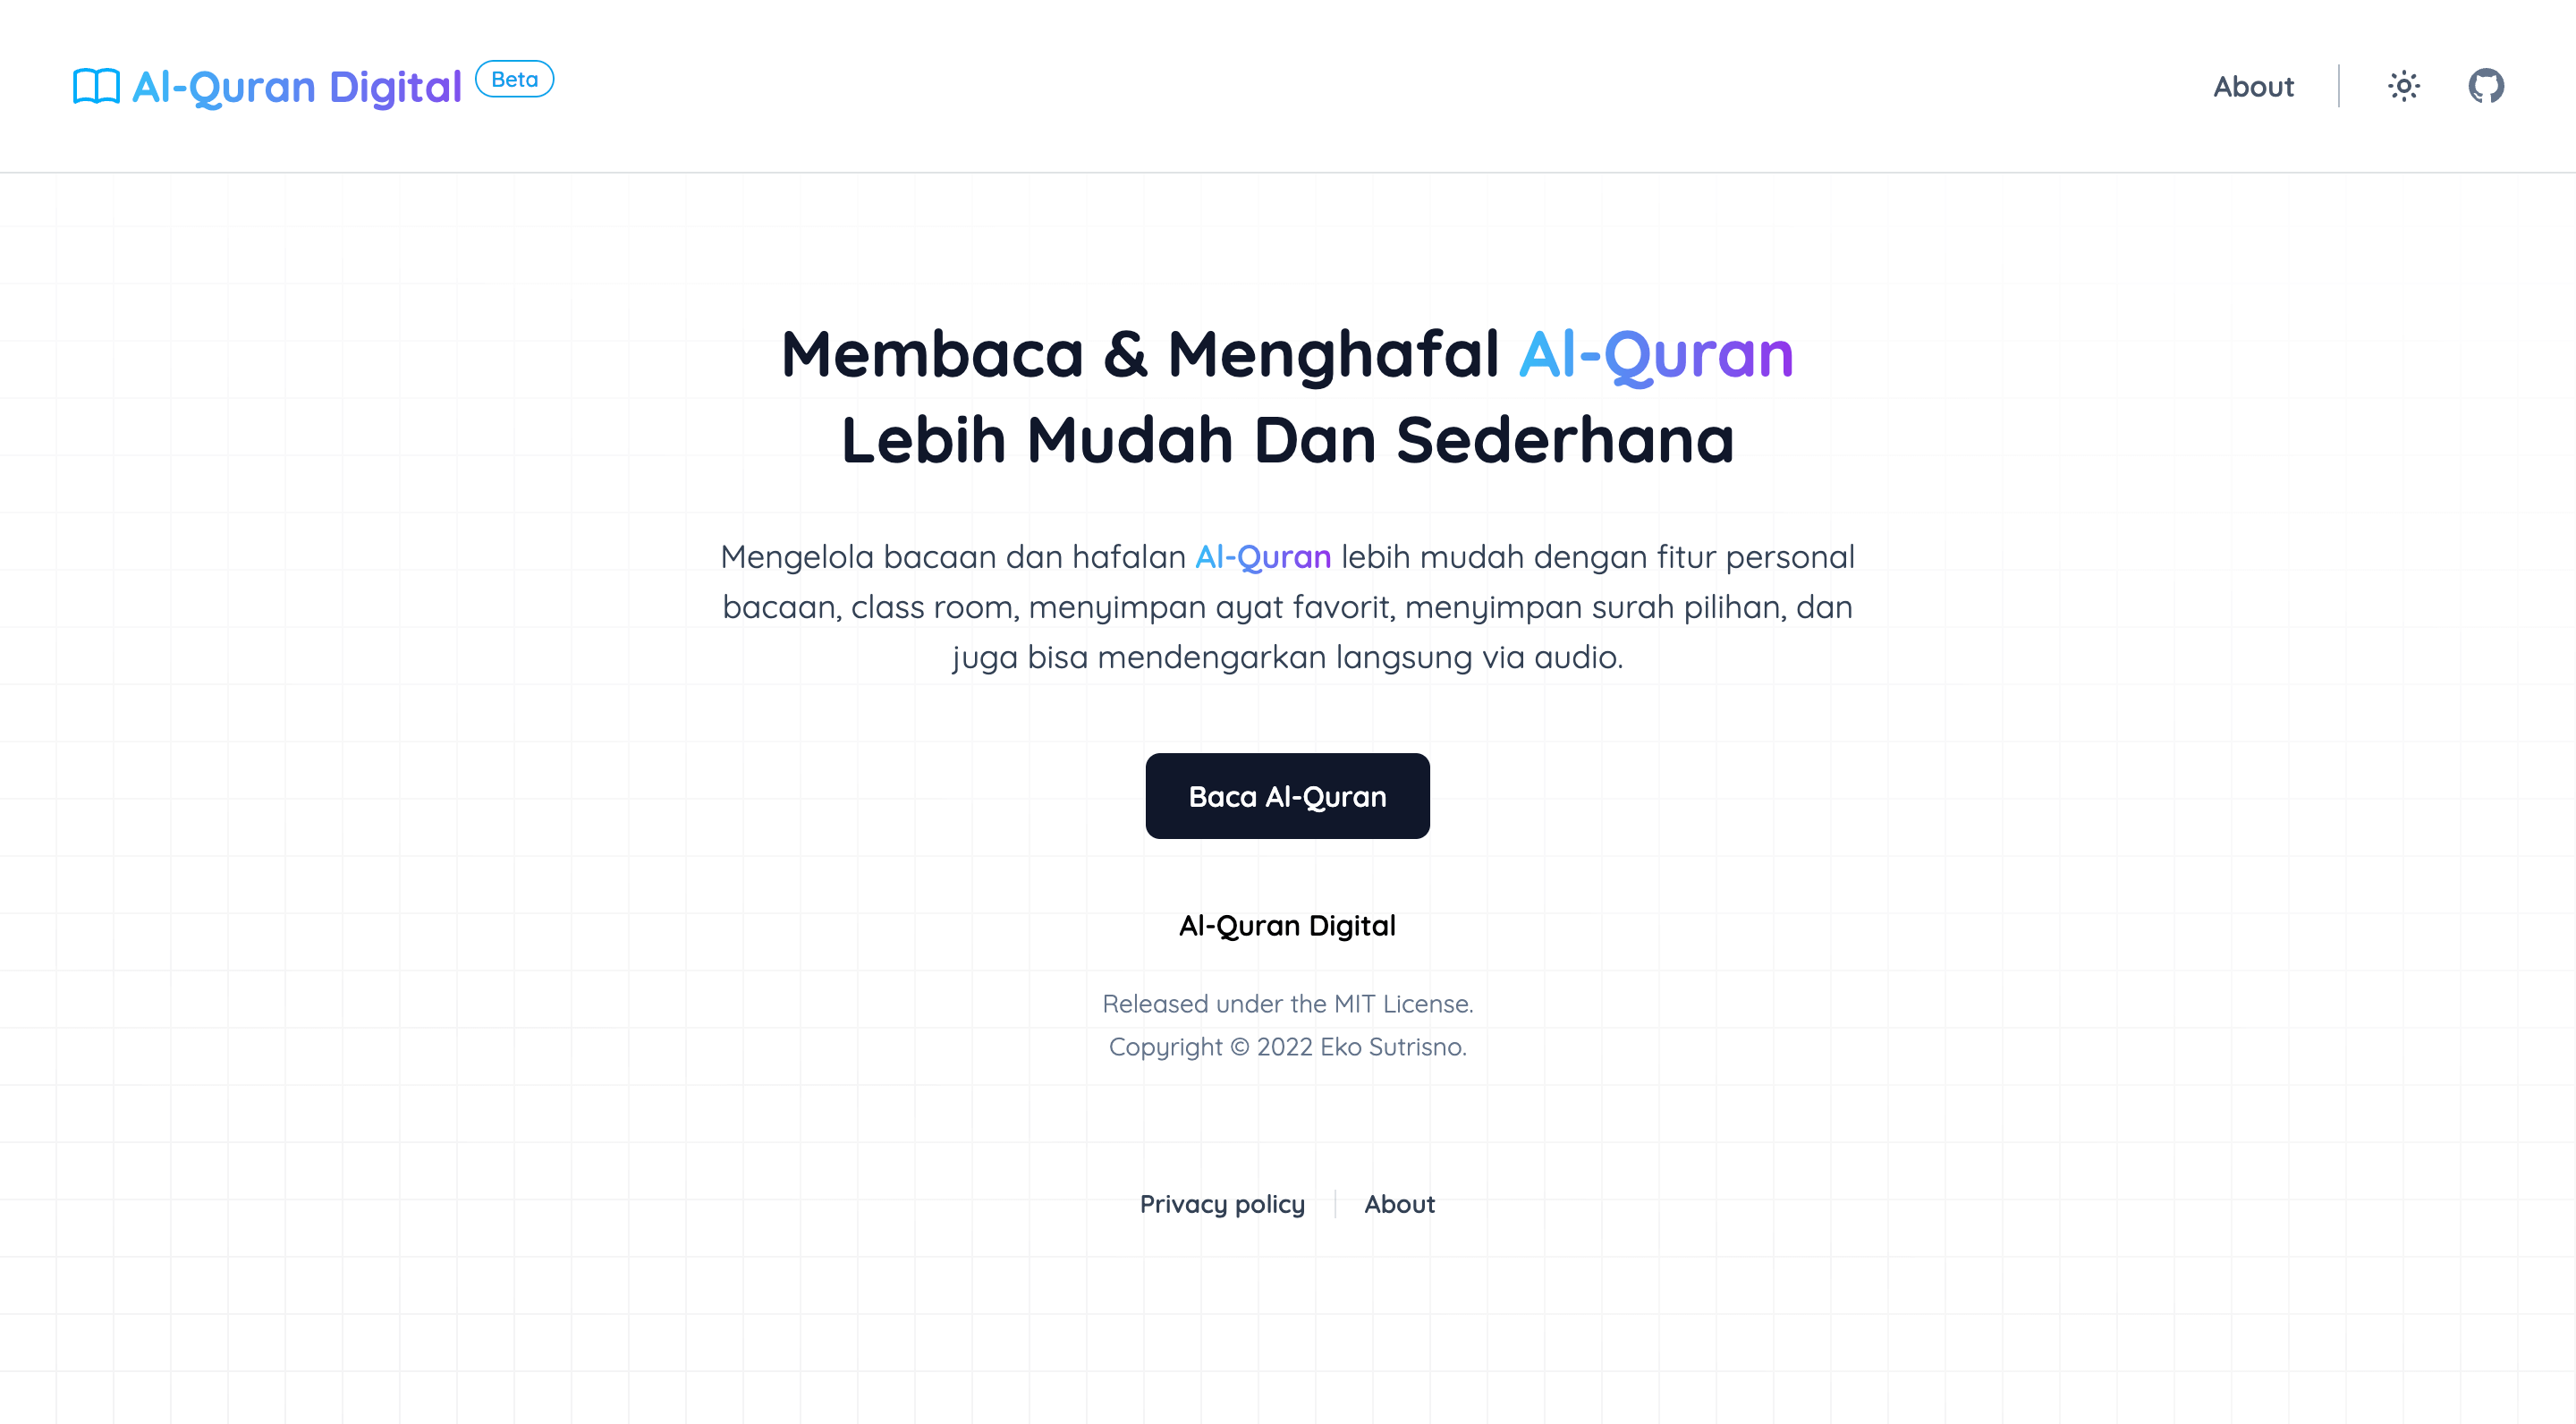 Al-Quran Digital Beta
About
Membaca & Menghafal Al-Quran
Lebih Mudah Dan Sederhana
Mengelola bacaan dan hafalan Al-Quran lebih mudah dengan fitur personal
bacaan, class room, menyimpan ayat favorit, menyimpan surah pilihan, dan
juga bisa mendengarkan langsung via audio.
Baca Al-Quran
Al-Quran Digital
Released under the MIT License.
Copyright © 2022 Eko Sutrisno.
Privacy policy
About